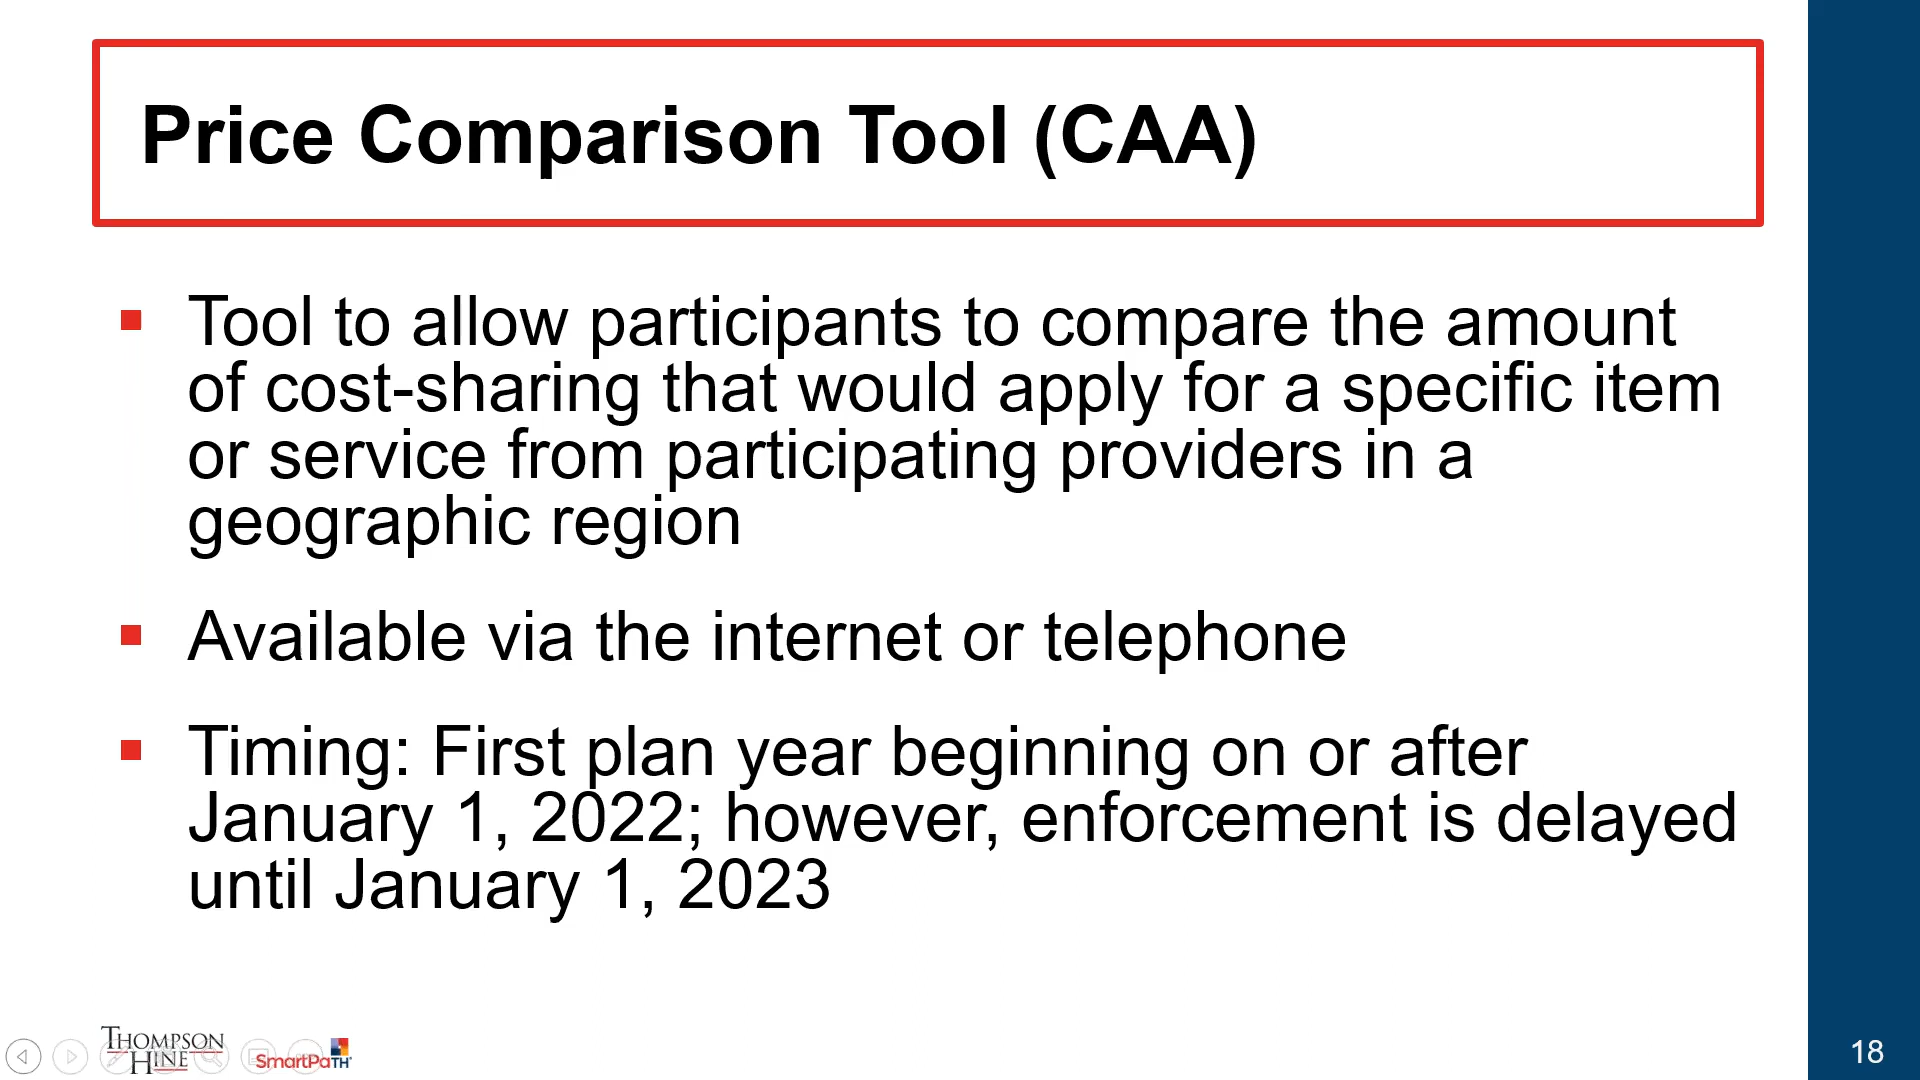 Price Comparison Tool (CAA)
Tool to allow participants to compare the amount
of cost-sharing that would apply for a specific item
or service from participating providers in a
geographic region
Available via the internet or telephone
Timing: First plan year beginning on or after
January 1, 2022; however, enforcement is delayed
until January 1, 2023
THOMPSON
HINE
SmartPaTH
18